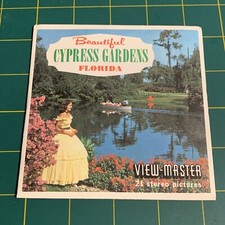 Beautiful
CYPRESS GARDENS
FLORIDA
VIEW-MASTER
21 stereo pictures